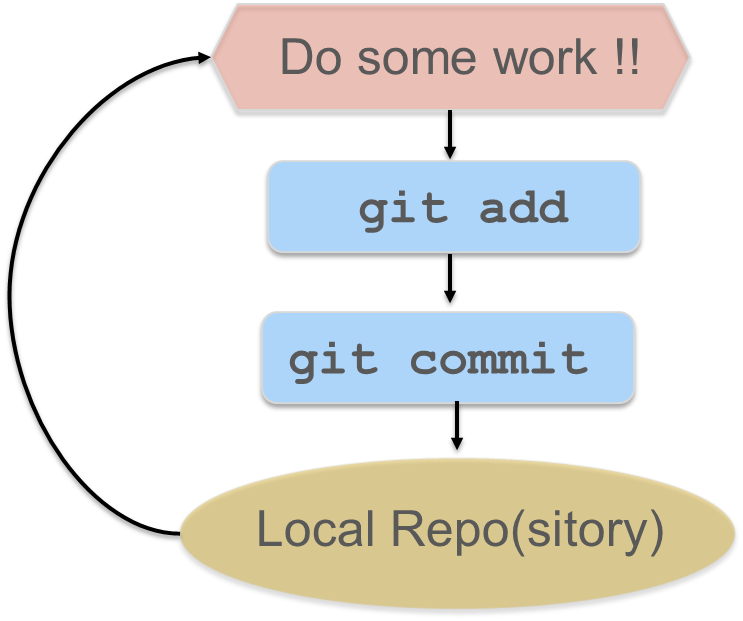 Do some work !!
git add
git commit
Local Repo(sitory)